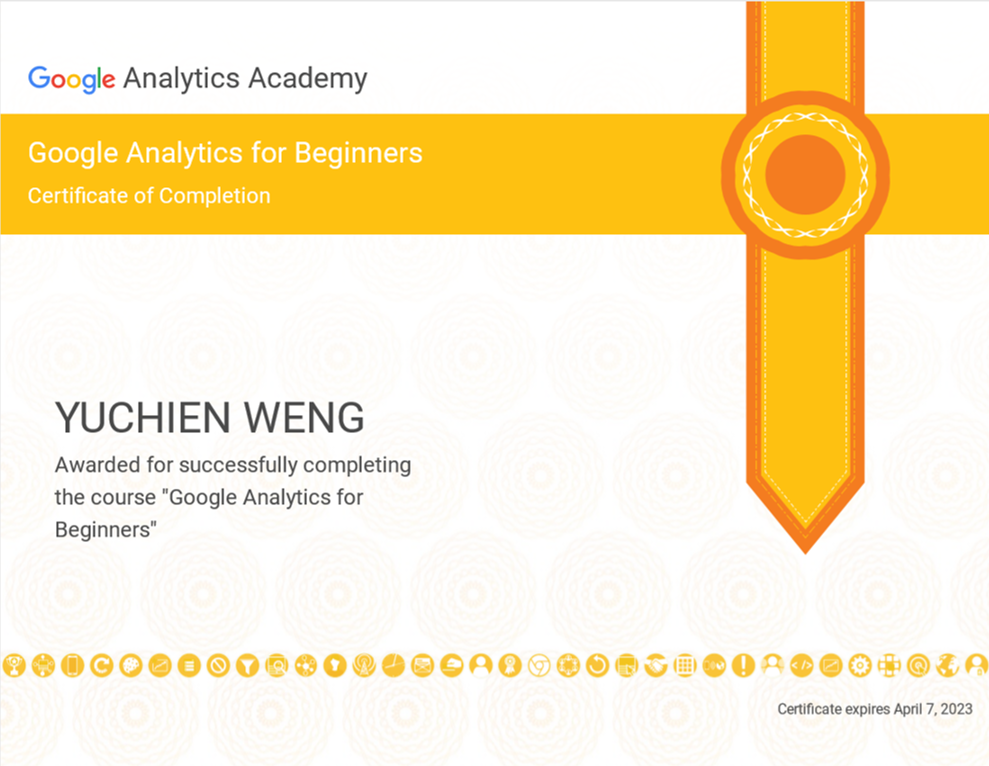 Google Analytics Academy
Google Analytics for Beginners
Certificate of Completion
YUCHIEN WENG
Awarded for successfully completing
the course "Google Analytics for
Beginners"
Certificate expires April 7, 2023